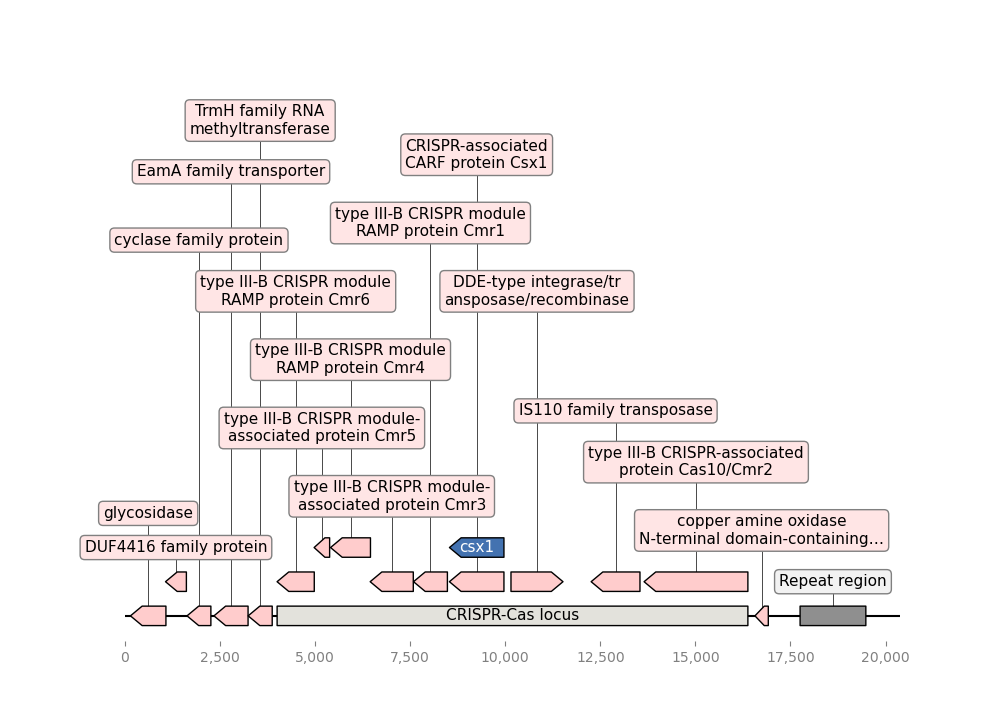 TrmH family RNA
methyltransferase
CRISPR-associated
CARF protein Csx1
EamA family transporter
type III-B CRISPR module
RAMP protein Cmr1
cyclase family protein
type III-B CRISPR module
RAMP protein Cmr6
DDE-type integrase/tr
ansposase/recombinase
type III-B CRISPR module
RAMP protein Cmr4
IS110 family transposase
type III-B CRISPR module-
associated protein Cmr5
type III-B CRISPR-associated
protein Cas10/Cmr2
type III-B CRISPR module-
associated protein Cmr3
glycosidase
copper amine oxidase
N-terminal domain-containing…
DUF4416 family protein
csx1
Repeat region
CRISPR-Cas locus
0 2,500 5,000 7,500 10,000 12,500 15,000 17,500 20,000